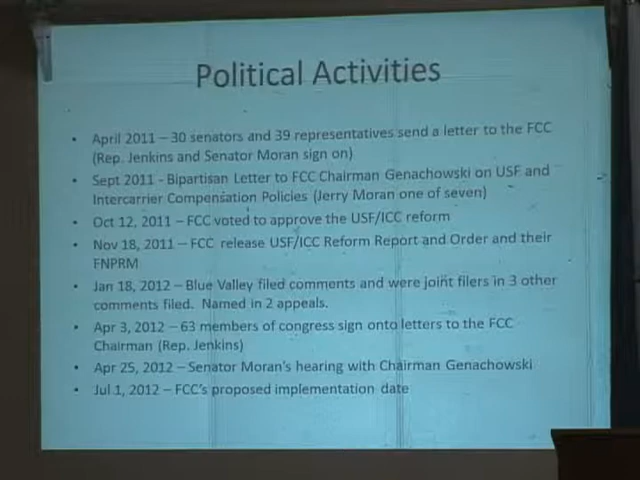 Political Activities
• April 2011 – 30 senators and 39 representatives send a letter to the FCC
(Rep. Jenkins and Senator Moran sign on)
• Sept 2011 - Bipartisan Letter to FCC Chairman Genachowski on USF and
Intercarrier Compensation Policies (Jerry Moran one of seven)
• Oct 12, 2011 – FCC voted to approve the USF/ICC reform
• Nov 18, 2011 – FCC release USF/ICC Reform Report and Order and their
FNPRM
• Jan 18, 2012 – Blue Valley filed comments and were joint filers in 3 other
comments filed. Named in 2 appeals.
• Apr 3, 2012 – 63 members of congress sign onto letters to the FCC
Chairman (Rep. Jenkins)
• Apr 25, 2012 – Senator Moran's hearing with Chairman Genachowski
• Jul 1, 2012 – FCC's proposed implementation date